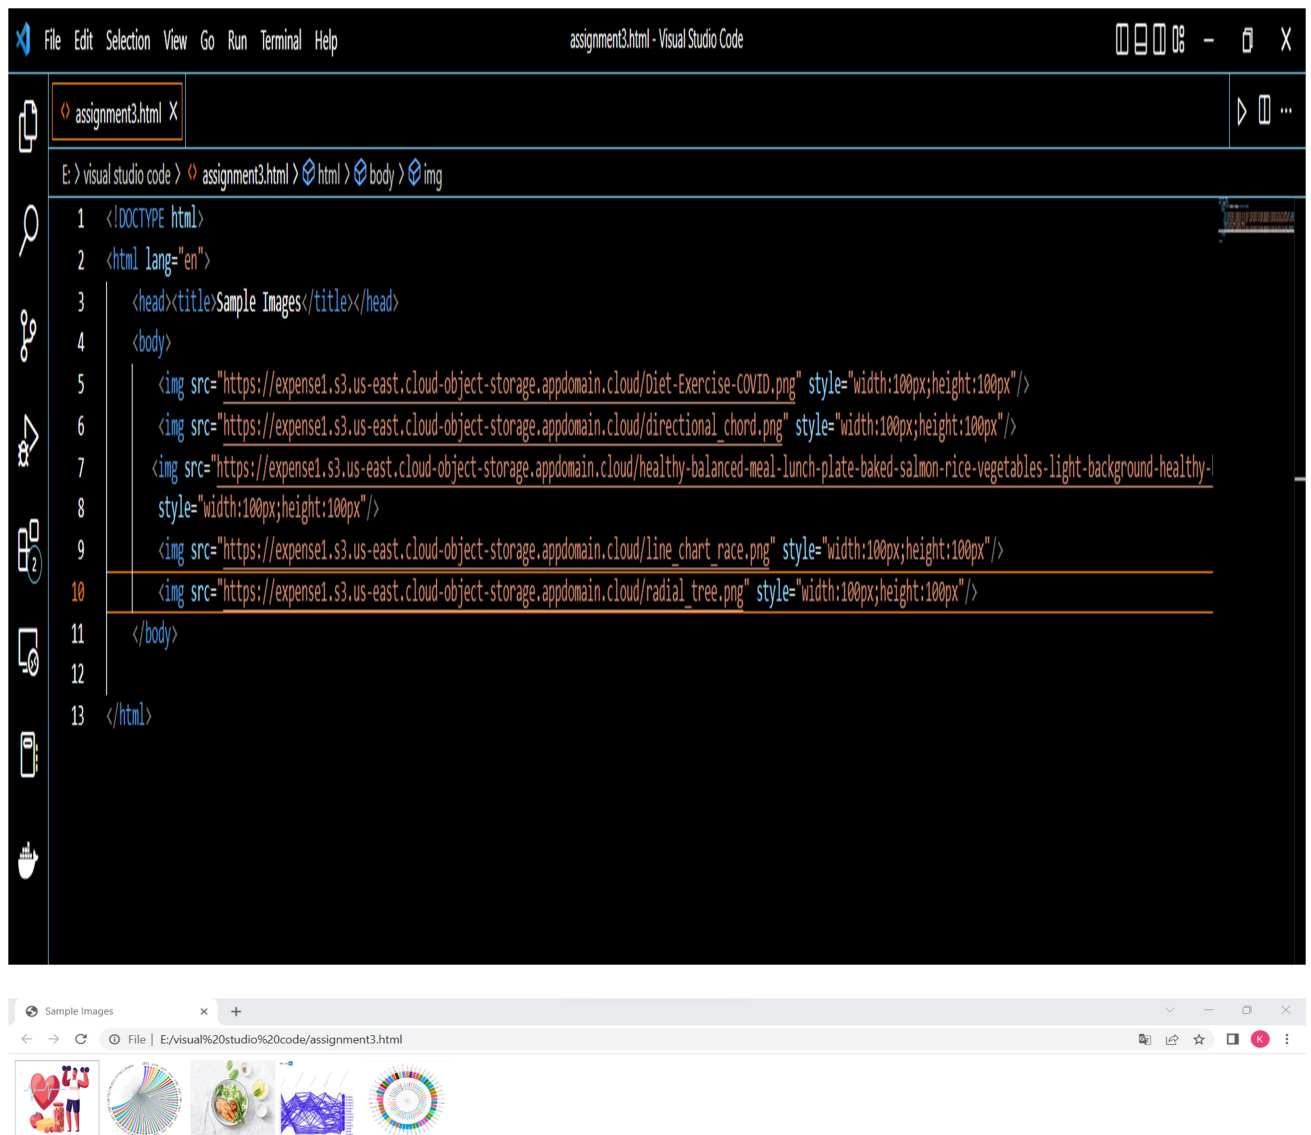 File Edit Selection View Go Run Terminal Help
assignment3.html - Visual Studio Code
assignment3.html X
E: > visual studio code > assignment3.html > html > body > img
1 <!DOCTYPE html>
2 <html lang="en">
3 <head><title>Sample Images</title></head>
4 <body>
5 <img src="https://expense1.s3.us-east.cloud-object-storage.appdomain.cloud/Diet-Exercise-COVID.png" style="width:100px;height:100px"/>
6 <img src="https://expense1.s3.us-east.cloud-object-storage.appdomain.cloud/directional_chord.png" style="width:100px;height:100px"/>
7 <img src="https://expense1.s3.us-east.cloud-object-storage.appdomain.cloud/healthy-balanced-meal-lunch-plate-baked-salmon-rice-vegetables-light-background-healthy-
8 style="width:100px;height:100px"/>
9 <img src="https://expense1.s3.us-east.cloud-object-storage.appdomain.cloud/line_chart_race.png" style="width:100px;height:100px"/>
10 <img src="https://expense1.s3.us-east.cloud-object-storage.appdomain.cloud/radial_tree.png" style="width:100px;height:100px"/>
11 </body>
12
13 </html>
2
Sample Images
File | E:/visual%20studio%20code/assignment3.html
K